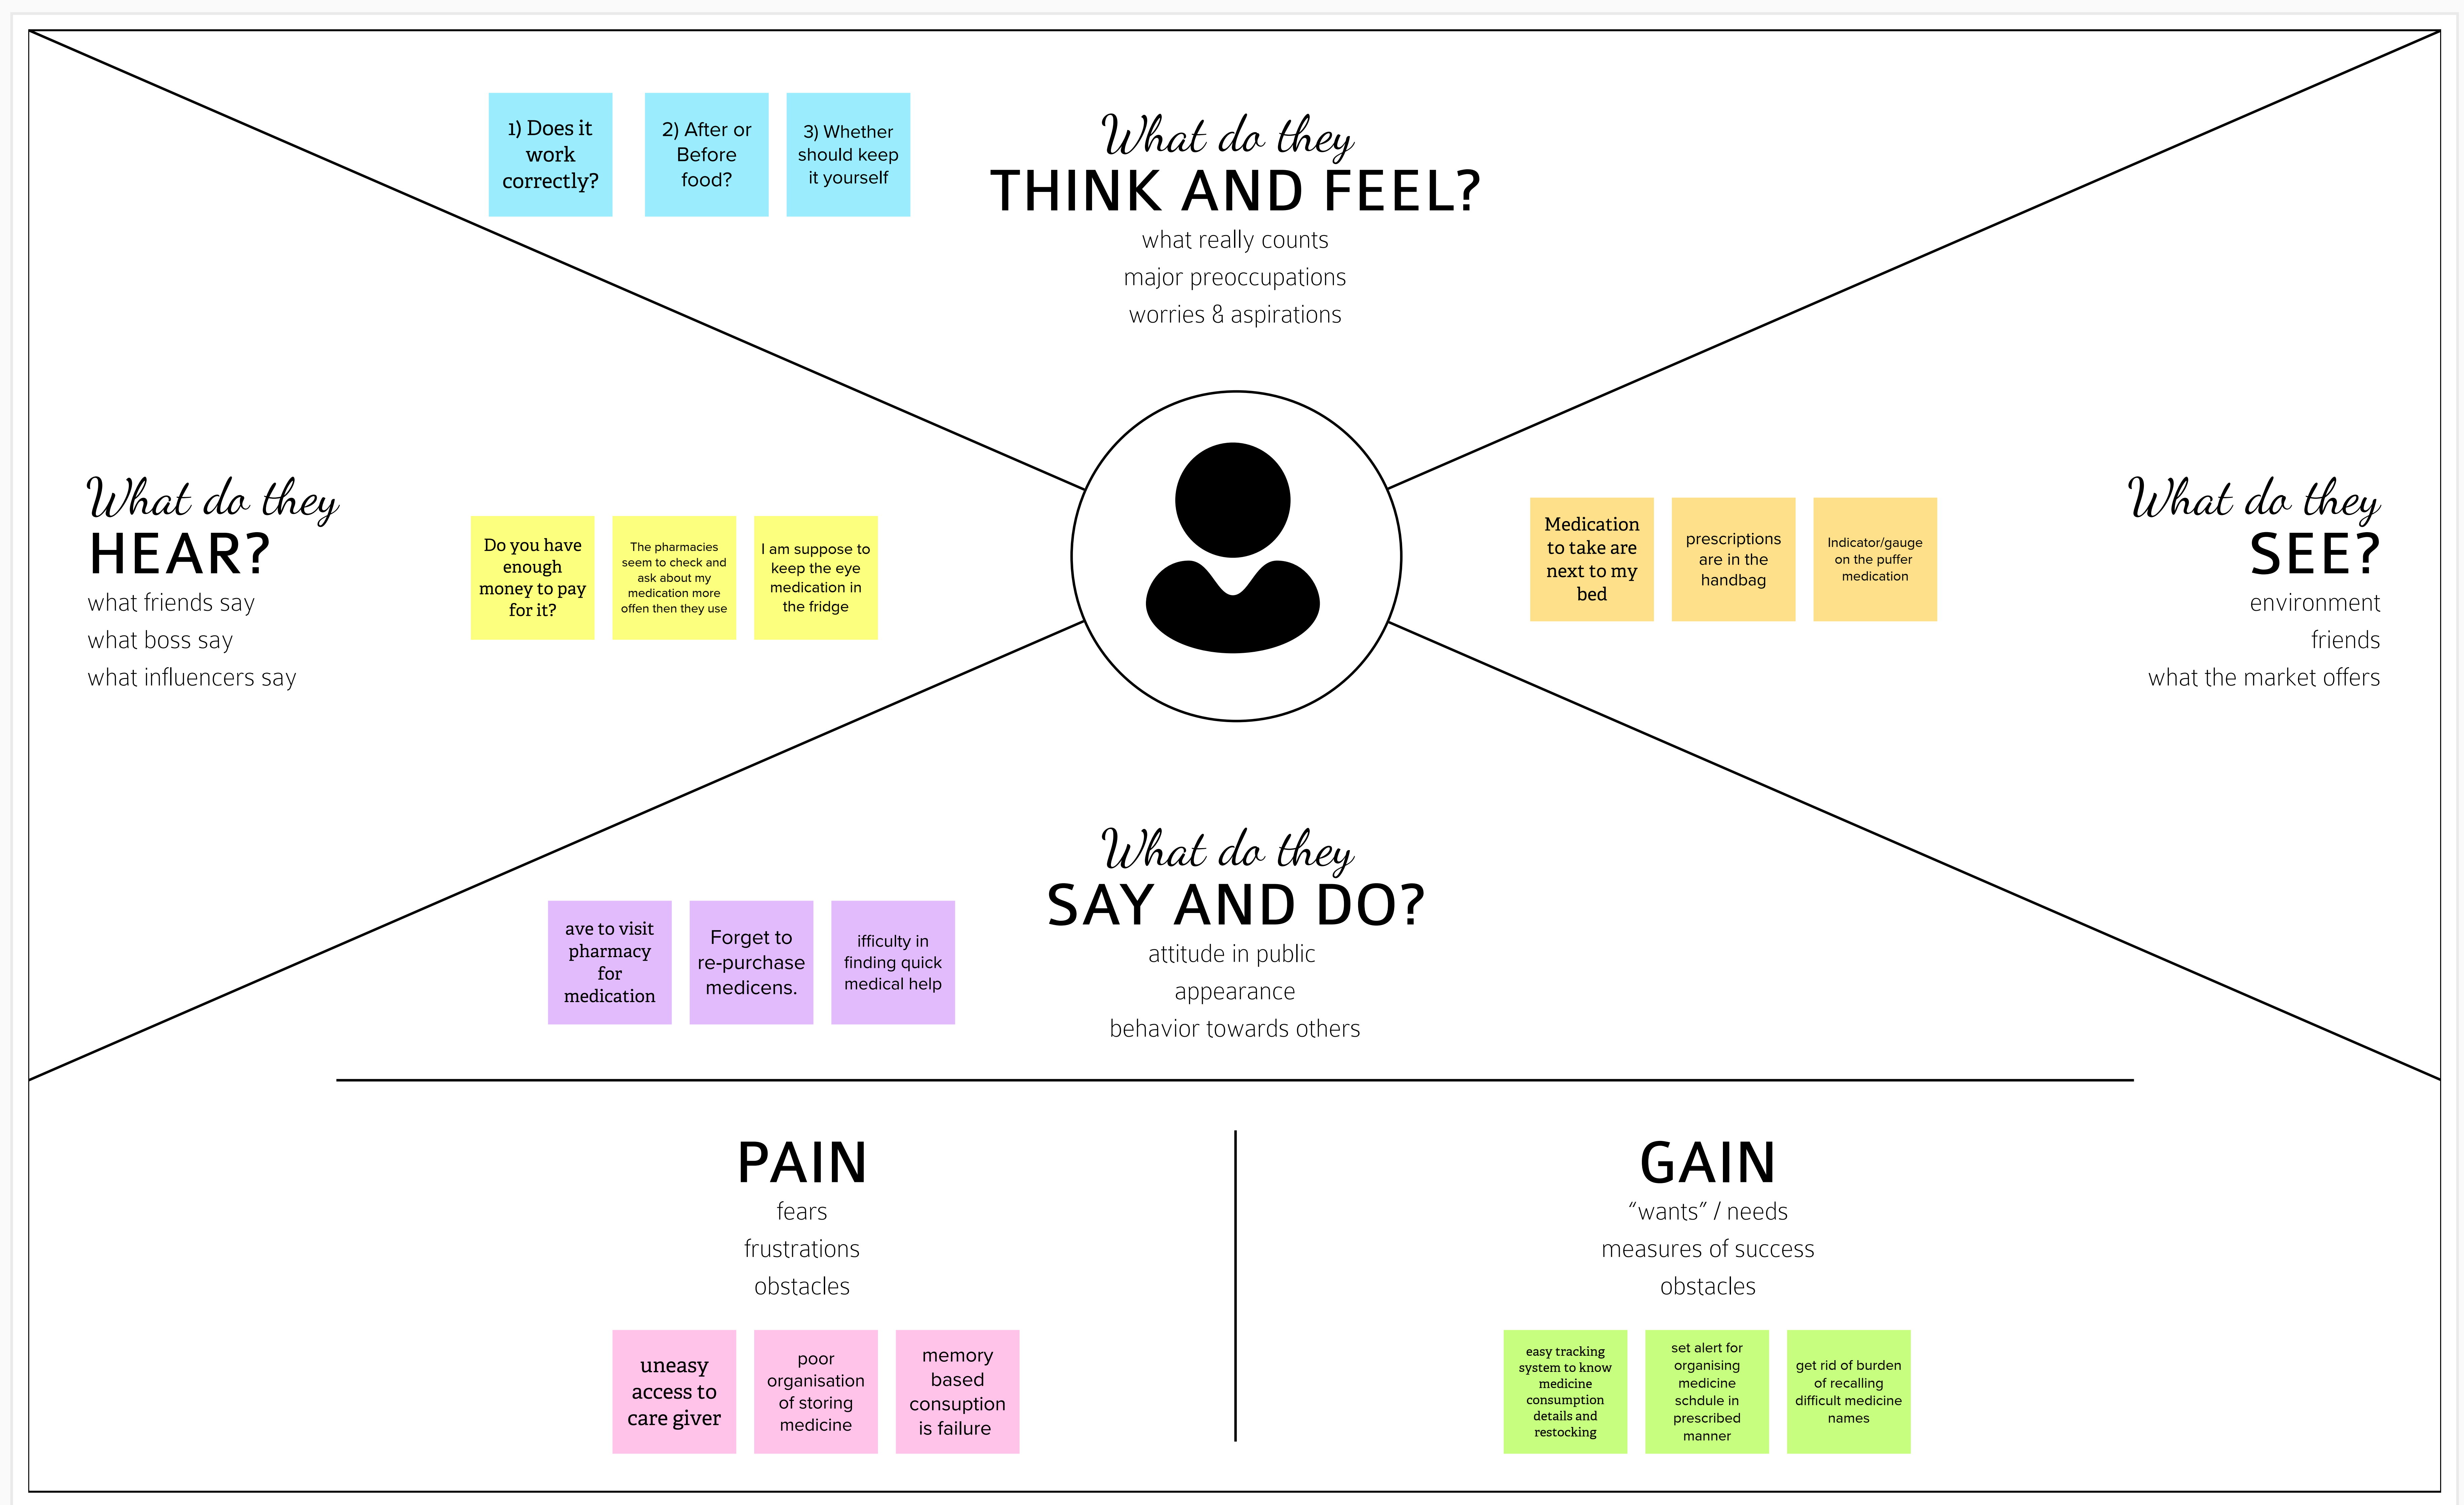 1) Does it
work
correctly?
2) After or
Before
food?
3) Whether
should keep
it yourself
What do they
THINK AND FEEL?
what really counts
major preoccupations
worries & aspirations
What do they
HEAR?
what friends say
what boss say
what influencers say
Do you have
enough
money to pay
for it?
The pharmacies
seem to check and
ask about my
medication more
offen then they use
I am suppose to
keep the eye
medication in
the fridge
Medication
to take are
next to my
bed
prescriptions
are in the
handbag
Indicator/gauge
on the puffer
medication
What do they
SEE?
environment
friends
what the market offers
ave to visit
pharmacy
for
medication
Forget to
re-purchase
medicens.
ifficulty in
finding quick
medical help
What do they
SAY AND DO?
attitude in public
appearance
behavior towards others
PAIN
fears
frustrations
obstacles
uneasy
access to
care giver
poor
organisation
of storing
medicine
memory
based
consuption
is failure
GAIN
“wants” / needs
measures of success
obstacles
easy tracking
system to know
medicine
consumption
details and
restocking
set alert for
organising
medicine
schdule in
prescribed
manner
get rid of burden
of recalling
difficult medicine
names